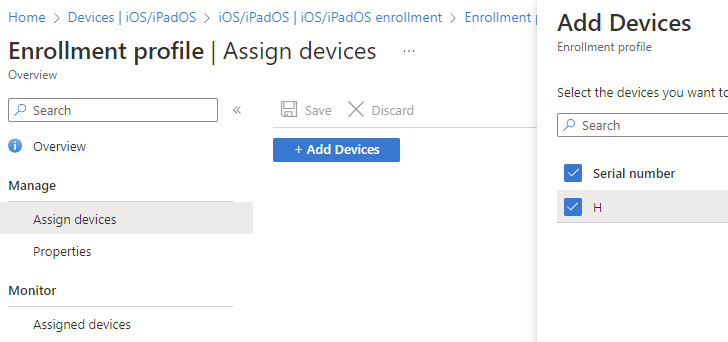 Home > Devices | iOS/iPadOS > iOS/iPadOS | iOS/iPadOS enrollment > Enrollment
Enrollment profile | Assign devices ...
Overview
Search «
Save Discard
Overview
+ Add Devices
Manage
Assign devices
Properties
Monitor
Assigned devices
Add Devices
Enrollment profile
Select the devices you want to
Search
Serial number
H